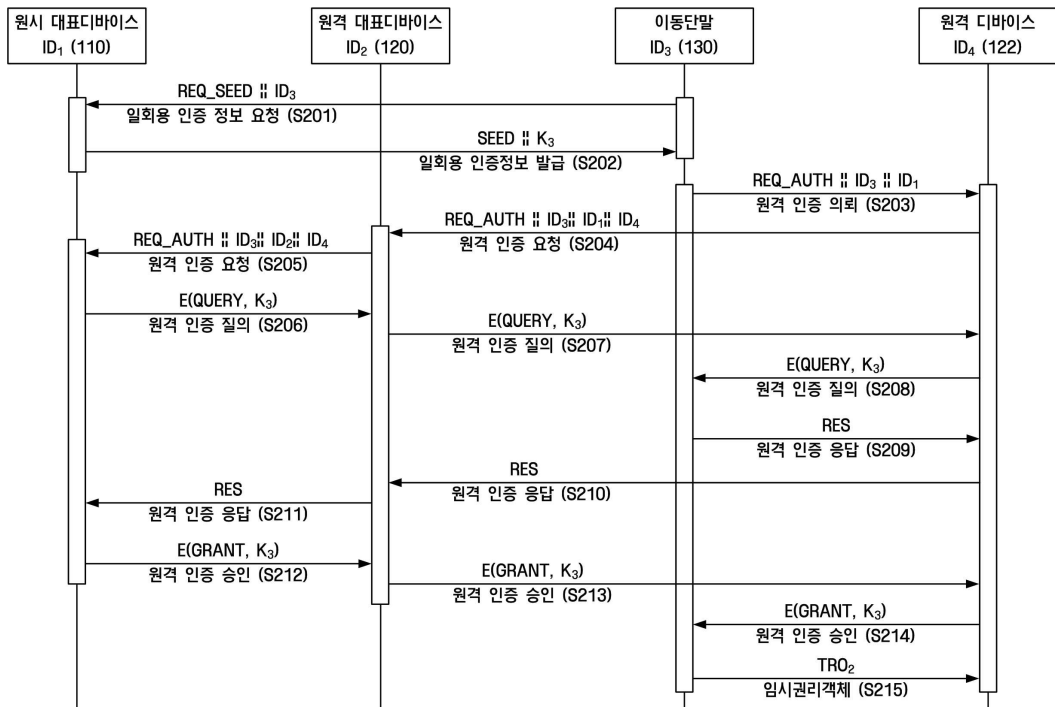 원시 대표디바이스
ID₁ (110)
원격 대표디바이스
ID₂ (120)
이동단말
ID₃ (130)
원격 디바이스
ID₄ (122)
REQ_SEED ∥ ID₃
일회용 인증 정보 요청 (S201)
SEED ∥ K₃
일회용 인증정보 발급 (S202)
REQ_AUTH ∥ ID₃ ∥ ID₁
원격 인증 의뢰 (S203)
REQ_AUTH ∥ ID₃∥ ID₁∥ ID₄
원격 인증 요청 (S204)
REQ_AUTH ∥ ID₃∥ ID₂∥ ID₄
원격 인증 요청 (S205)
E(QUERY, K₃)
원격 인증 질의 (S206)
E(QUERY, K₃)
원격 인증 질의 (S207)
E(QUERY, K₃)
원격 인증 질의 (S208)
RES
원격 인증 응답 (S209)
RES
원격 인증 응답 (S210)
RES
원격 인증 응답 (S211)
E(GRANT, K₃)
원격 인증 승인 (S212)
E(GRANT, K₃)
원격 인증 승인 (S213)
E(GRANT, K₃)
원격 인증 승인 (S214)
TRO₂
임시권리객체 (S215)